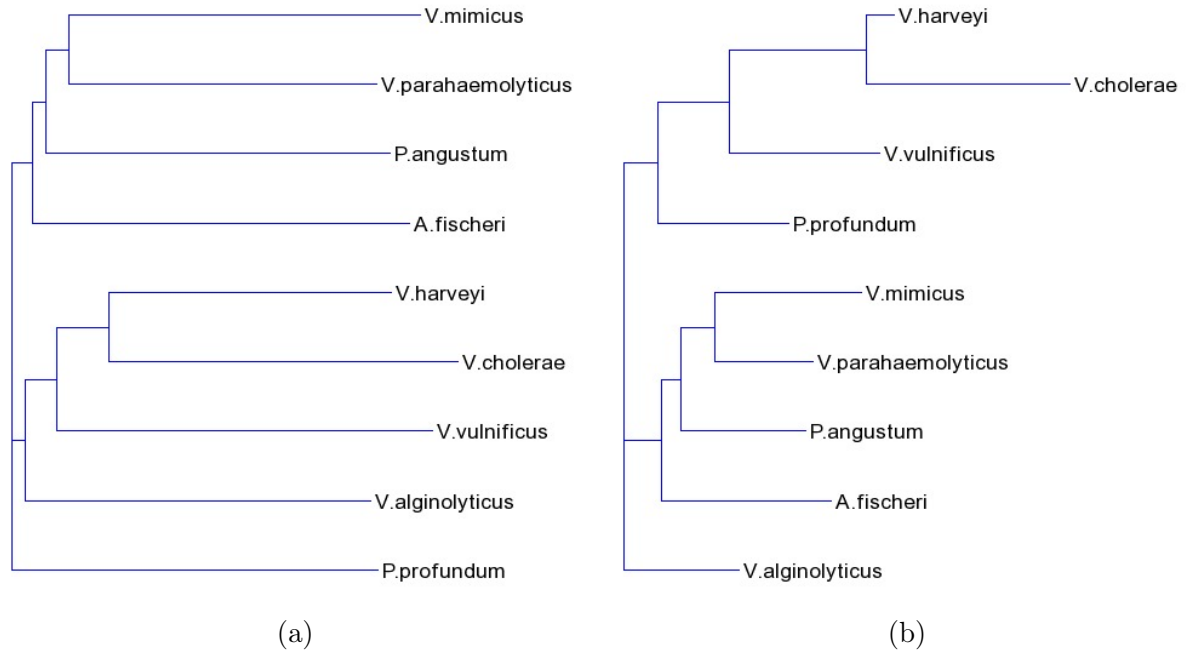 V.mimicus
V.parahaemolyticus
P.angustum
A.fischeri
V.harveyi
V.cholerae
V.vulnificus
V.alginolyticus
P.profundum
(a)
V.harveyi
V.cholerae
V.vulnificus
P.profundum
V.mimicus
V.parahaemolyticus
P.angustum
A.fischeri
V.alginolyticus
(b)